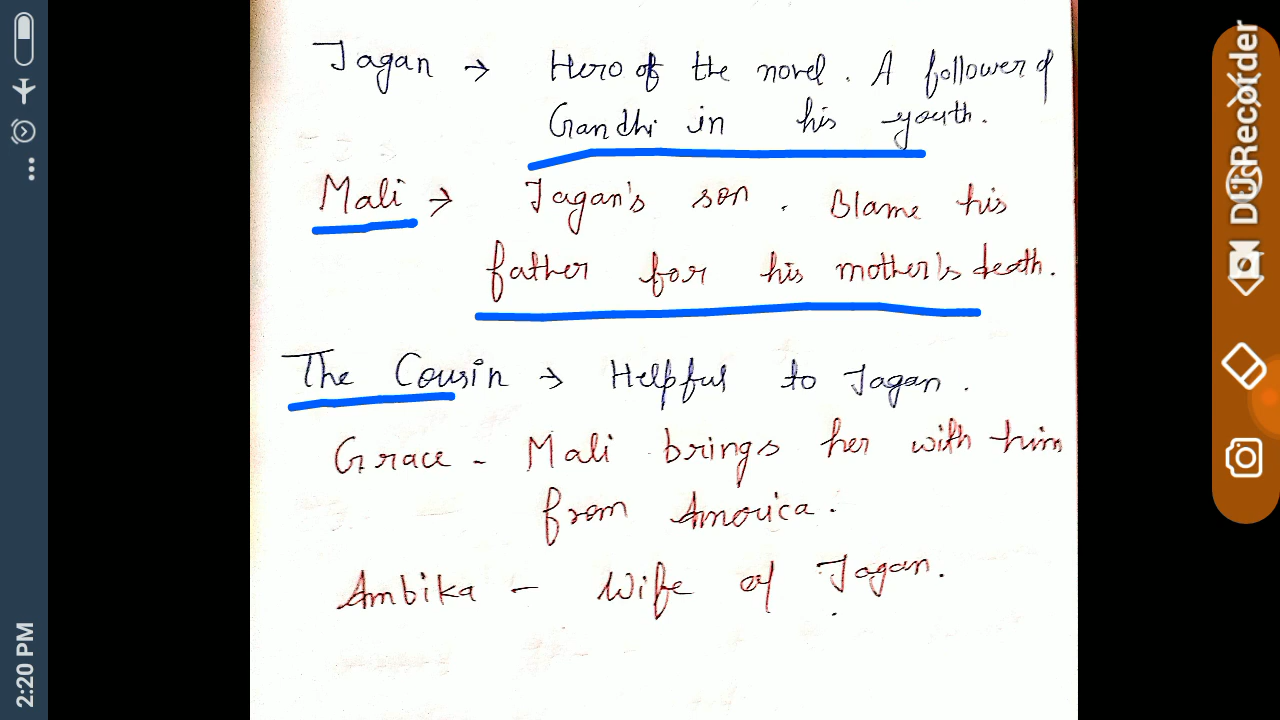 Jagan → Hero of the novel. A follower of
Gandhi in his youth.
Mali → Jagan's son. Blame his
father for his mother's death.
The Cousin → Helpful to Jagan.
Grace - Mali brings her with him
from America.
Ambika - Wife of Jagan.
2:20 PM
DU Recorder